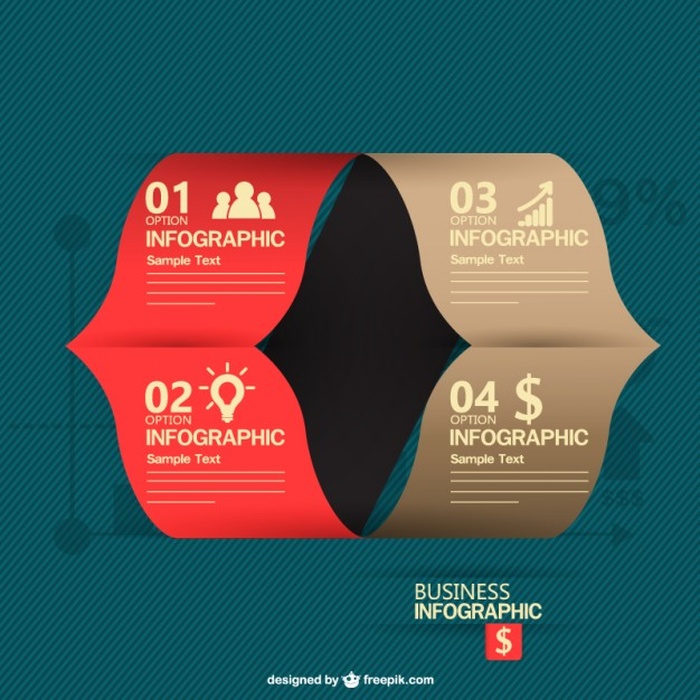 01
OPTION
INFOGRAPHIC
Sample Text
02
OPTION
INFOGRAPHIC
Sample Text
03
OPTION
INFOGRAPHIC
Sample Text
04
$
OPTION
INFOGRAPHIC
Sample Text
9%
$$$
BUSINESS
INFOGRAPHIC
$
designed by freepik.com